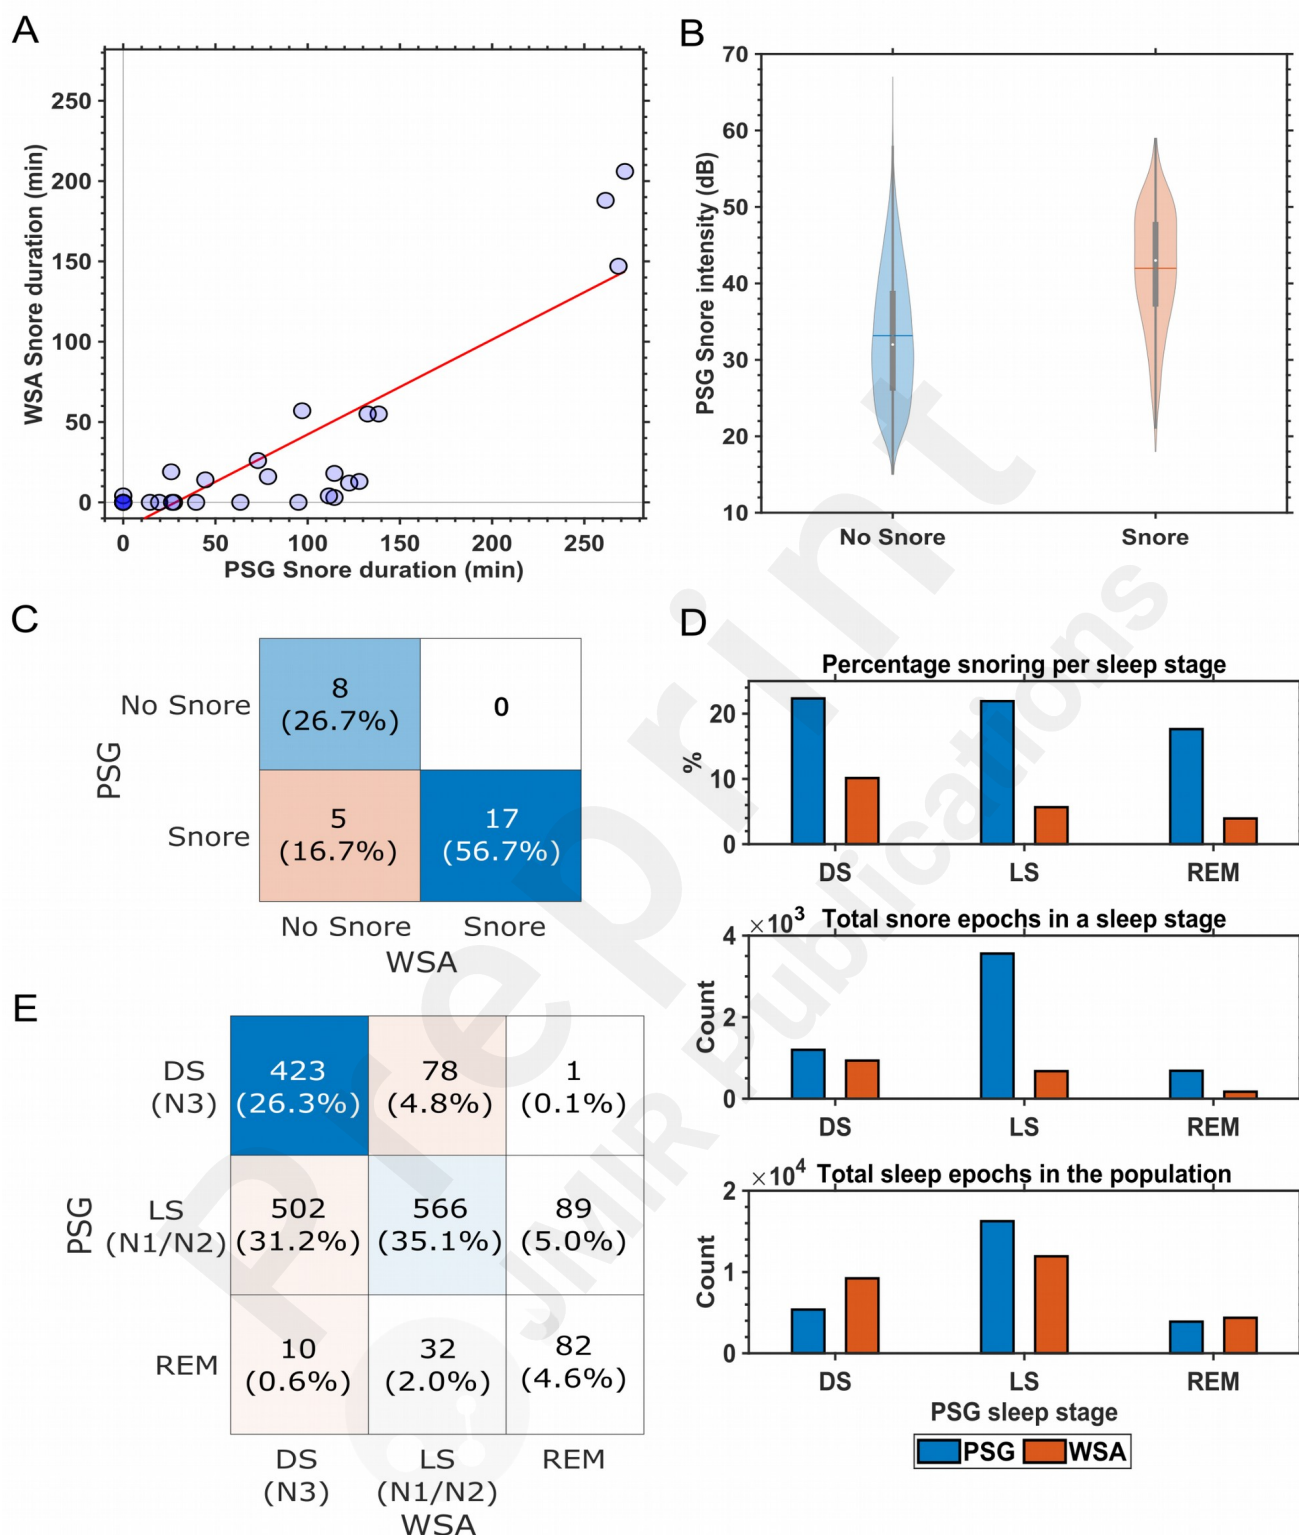 A
250
200
150
100
50
0
WSA Snore duration (min)
0 50 100 150 200 250
PSG Snore duration (min)
B
70
60
50
40
30
20
10
PSG Snore intensity (dB)
No Snore Snore
C
PSG
No Snore
8
(26.7%)
0
Snore
5
(16.7%)
17
(56.7%)
No Snore Snore
WSA
D
Percentage snoring per sleep stage
20
10
0
%
DS LS REM
×10³ Total snore epochs in a sleep stage
4
2
0
Count
DS LS REM
×10⁴ Total sleep epochs in the population
2
1
0
Count
DS LS REM
PSG sleep stage
PSG WSA
E
PSG
DS
(N3)
423
(26.3%)
78
(4.8%)
1
(0.1%)
LS
(N1/N2)
502
(31.2%)
566
(35.1%)
89
(5.0%)
REM
10
(0.6%)
32
(2.0%)
82
(4.6%)
DS
(N3)
LS
(N1/N2)
REM
WSA
Preprint
JMIR Publications